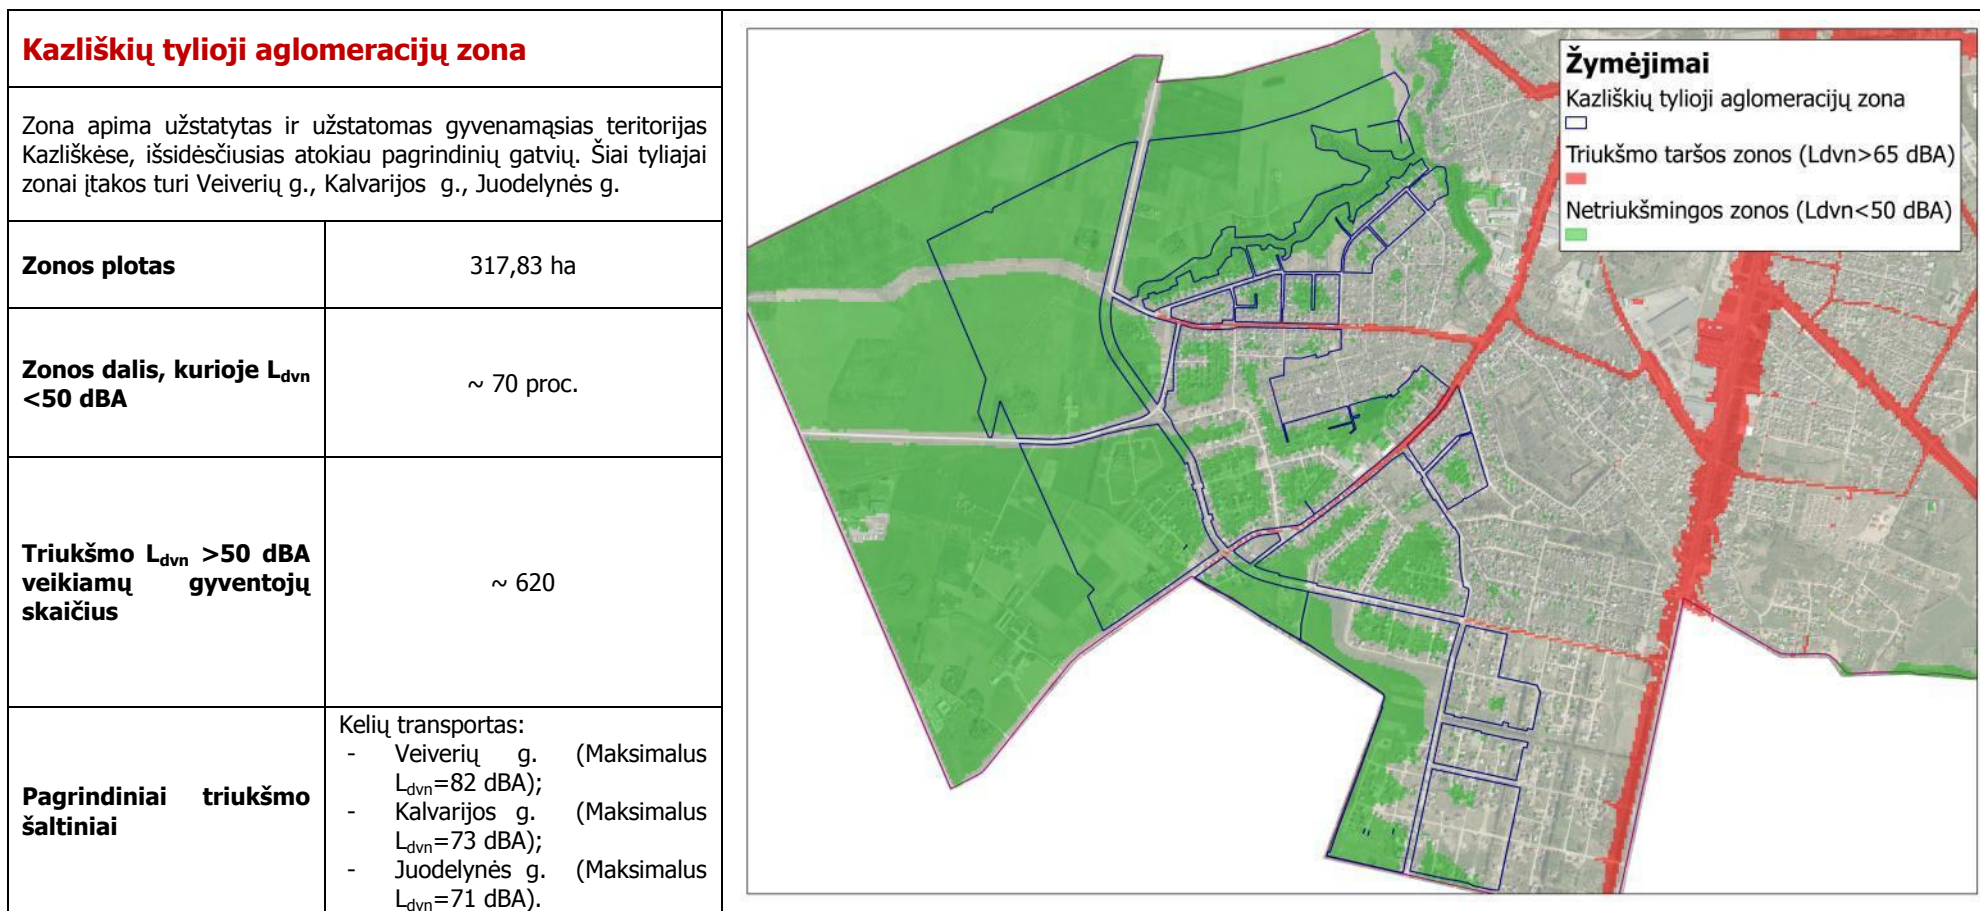 Kazliškių tylioji aglomeracijų zona
Zona apima užstatytas ir užstatomas gyvenamąsias teritorijas
Kazliškėse, išsidėsčiusias atokiau pagrindinių gatvių. Šiai tyliajai
zonai įtakos turi Veiverių g., Kalvarijos g., Juodelynės g.
Zonos plotas
317,83 ha
Zonos dalis, kurioje Ldvn
<50 dBA
~ 70 proc.
Triukšmo Ldvn >50 dBA
veikiamų gyventojų
skaičius
~ 620
Pagrindiniai triukšmo
šaltiniai
Kelių transportas:
- Veiverių g. (Maksimalus
Ldvn=82 dBA);
- Kalvarijos g. (Maksimalus
Ldvn=73 dBA);
- Juodelynės g. (Maksimalus
Ldvn=71 dBA).
Žymėjimai
Kazliškių tylioji aglomeracijų zona
Triukšmo taršos zonos (Ldvn>65 dBA)
Netriukšmingos zonos (Ldvn<50 dBA)